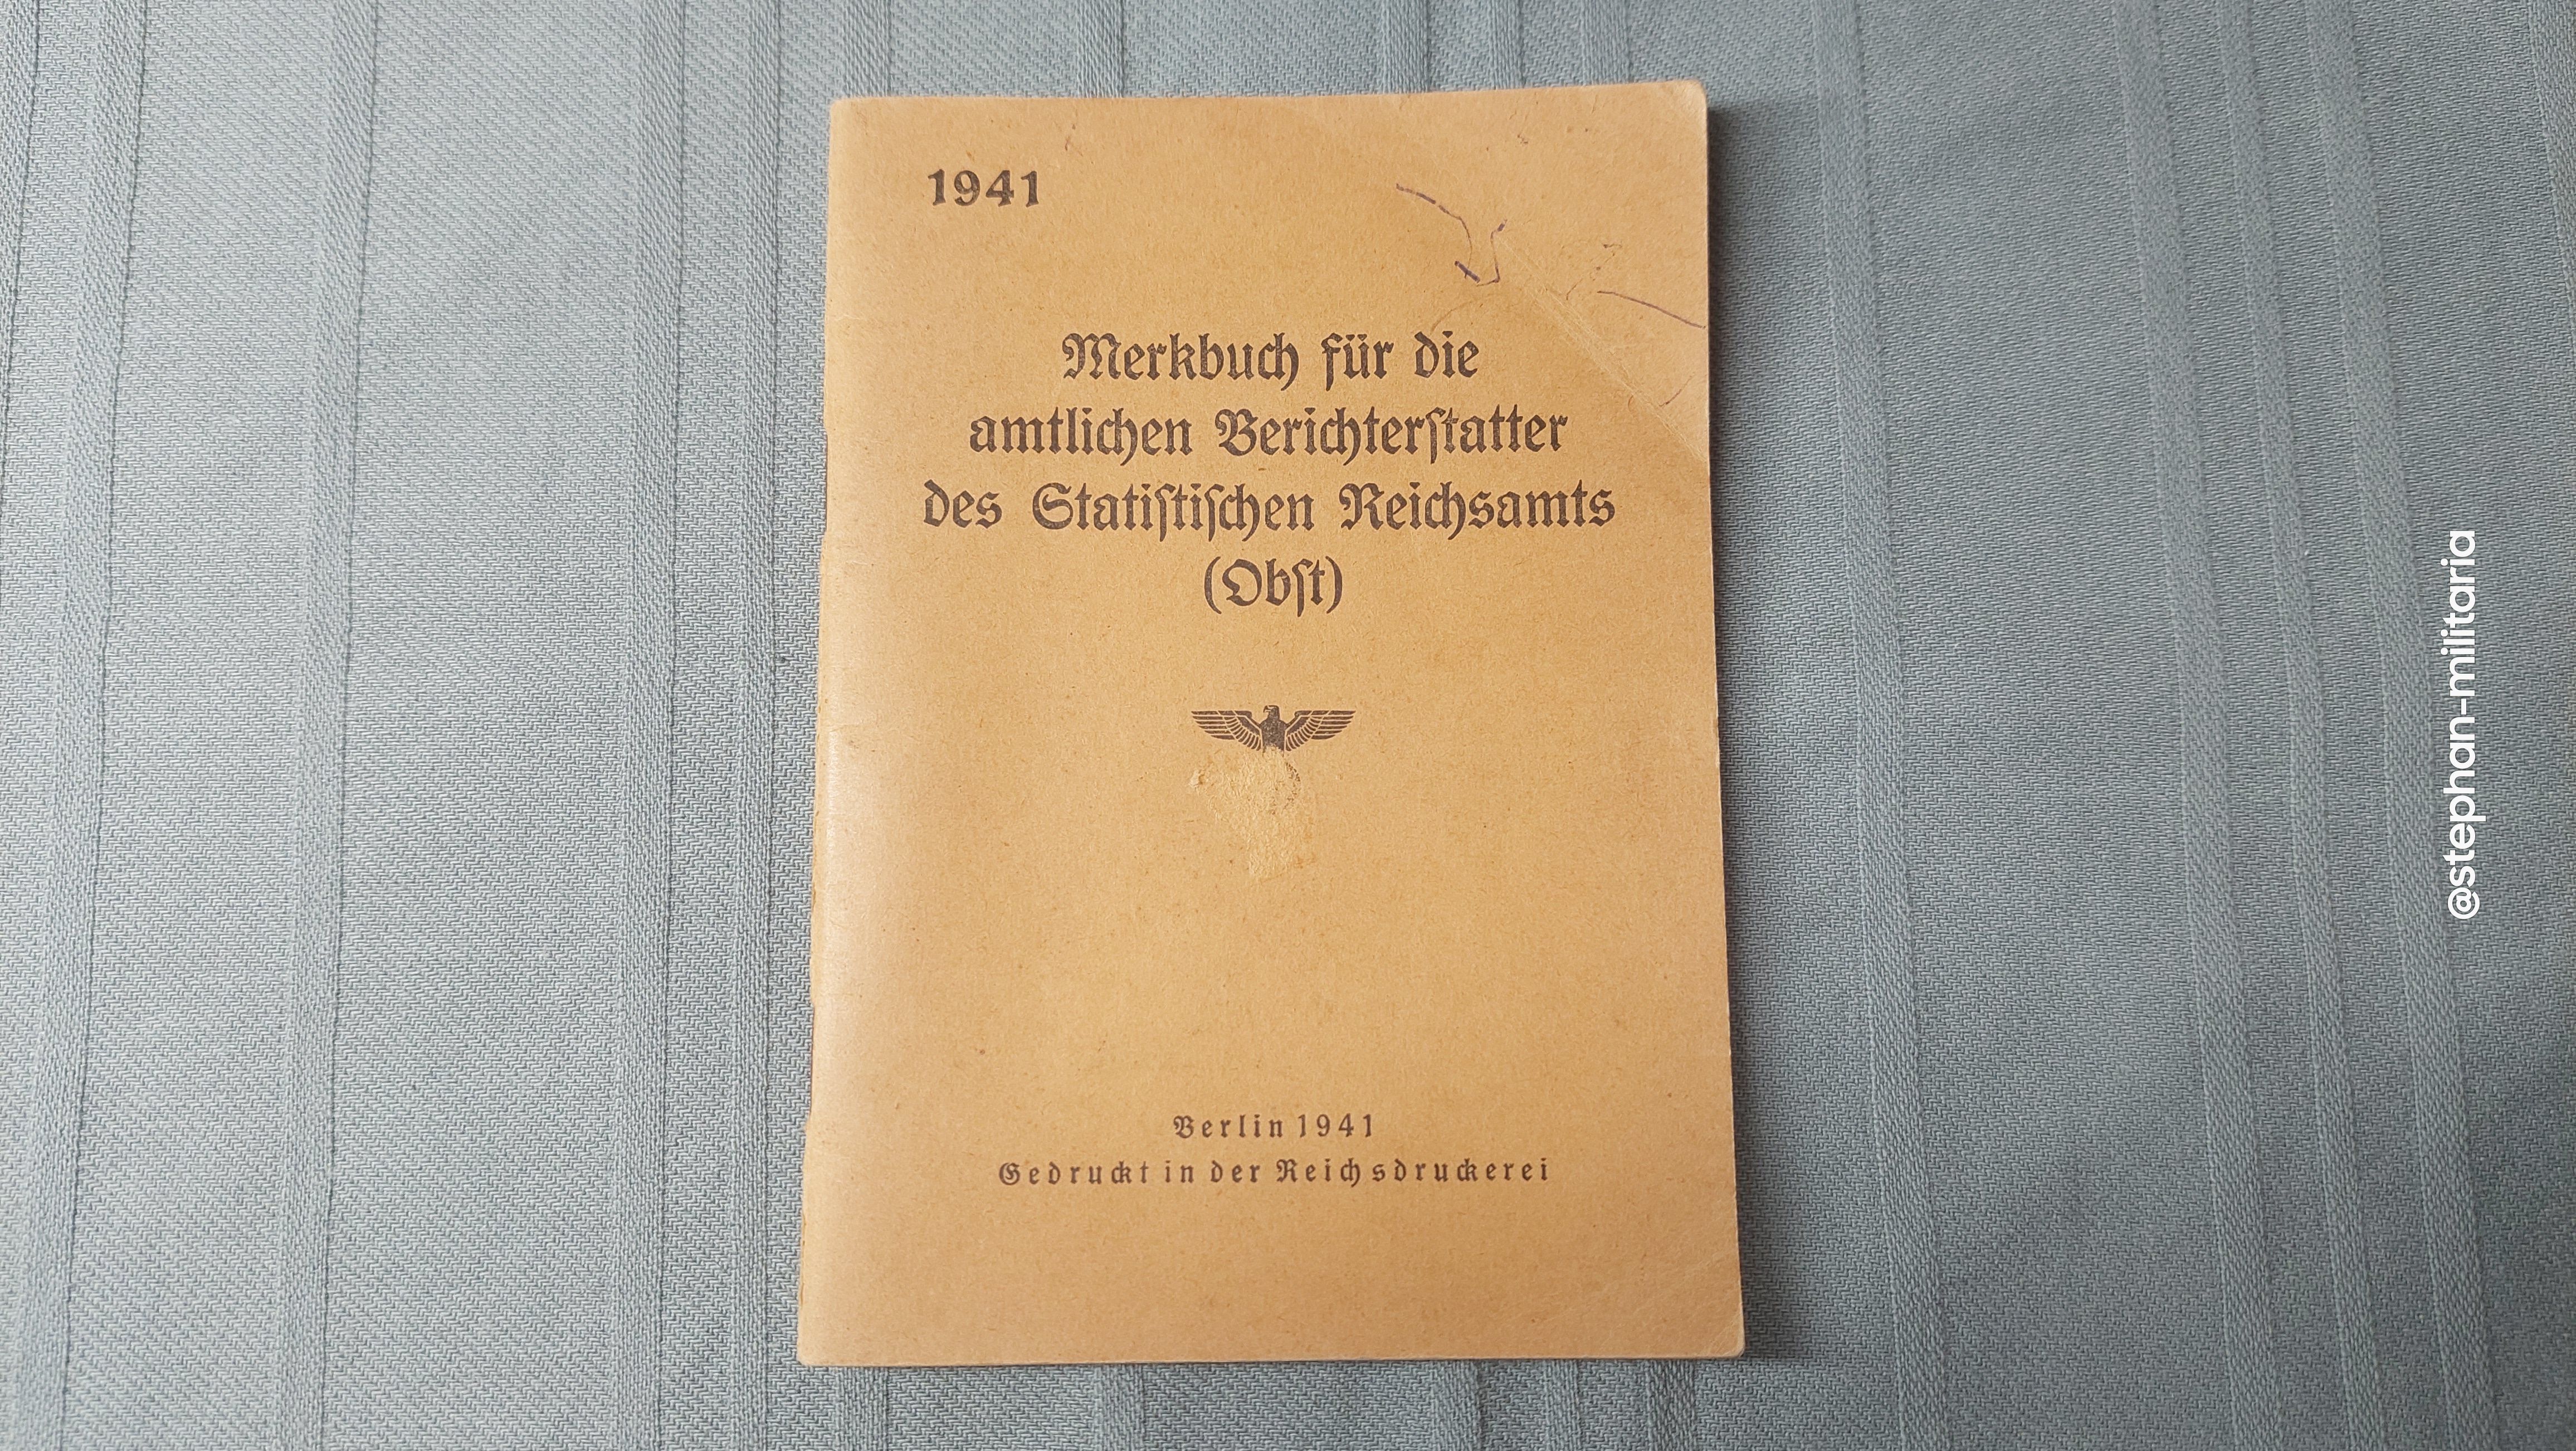 1941
Merkbuch für die
amtlichen Berichterſtatter
des Statiſtiſchen Reichsamts
(Obſt)
Berlin 1941
Gedruckt in der Reichsdruckerei
@stephan-militaria